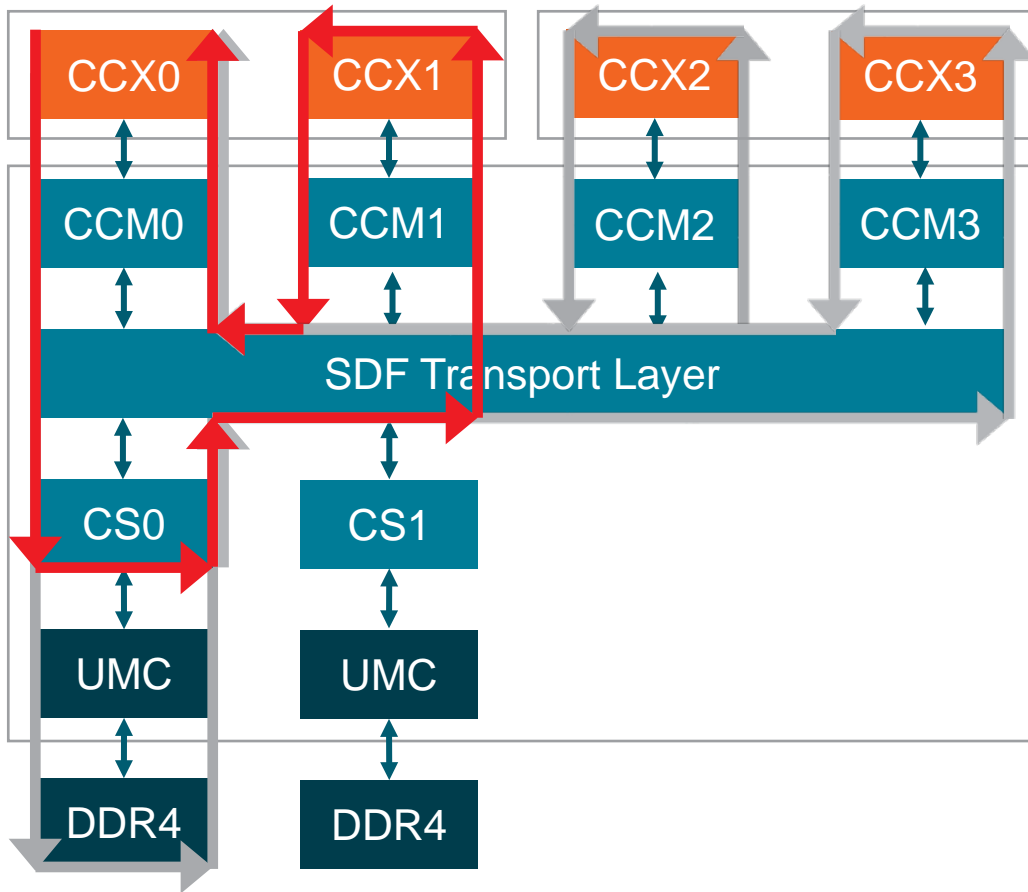 CCX0
CCX1
CCX2
CCX3
CCM0
CCM1
CCM2
CCM3
SDF Transport Layer
CS0
CS1
UMC
UMC
DDR4
DDR4